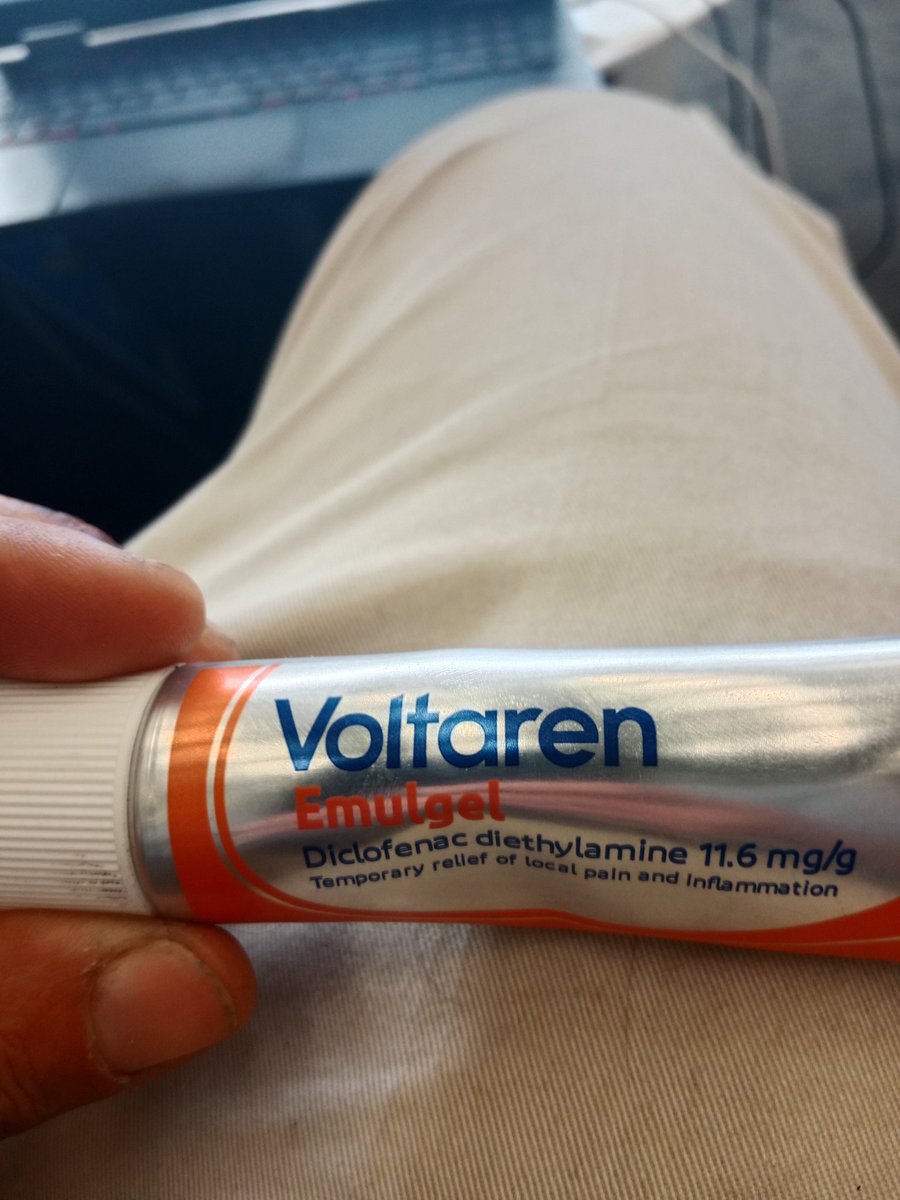 Voltaren
Emulgel
Diclofenac diethylamine 11.6 mg/g
Temporary relief of local pain and inflammation